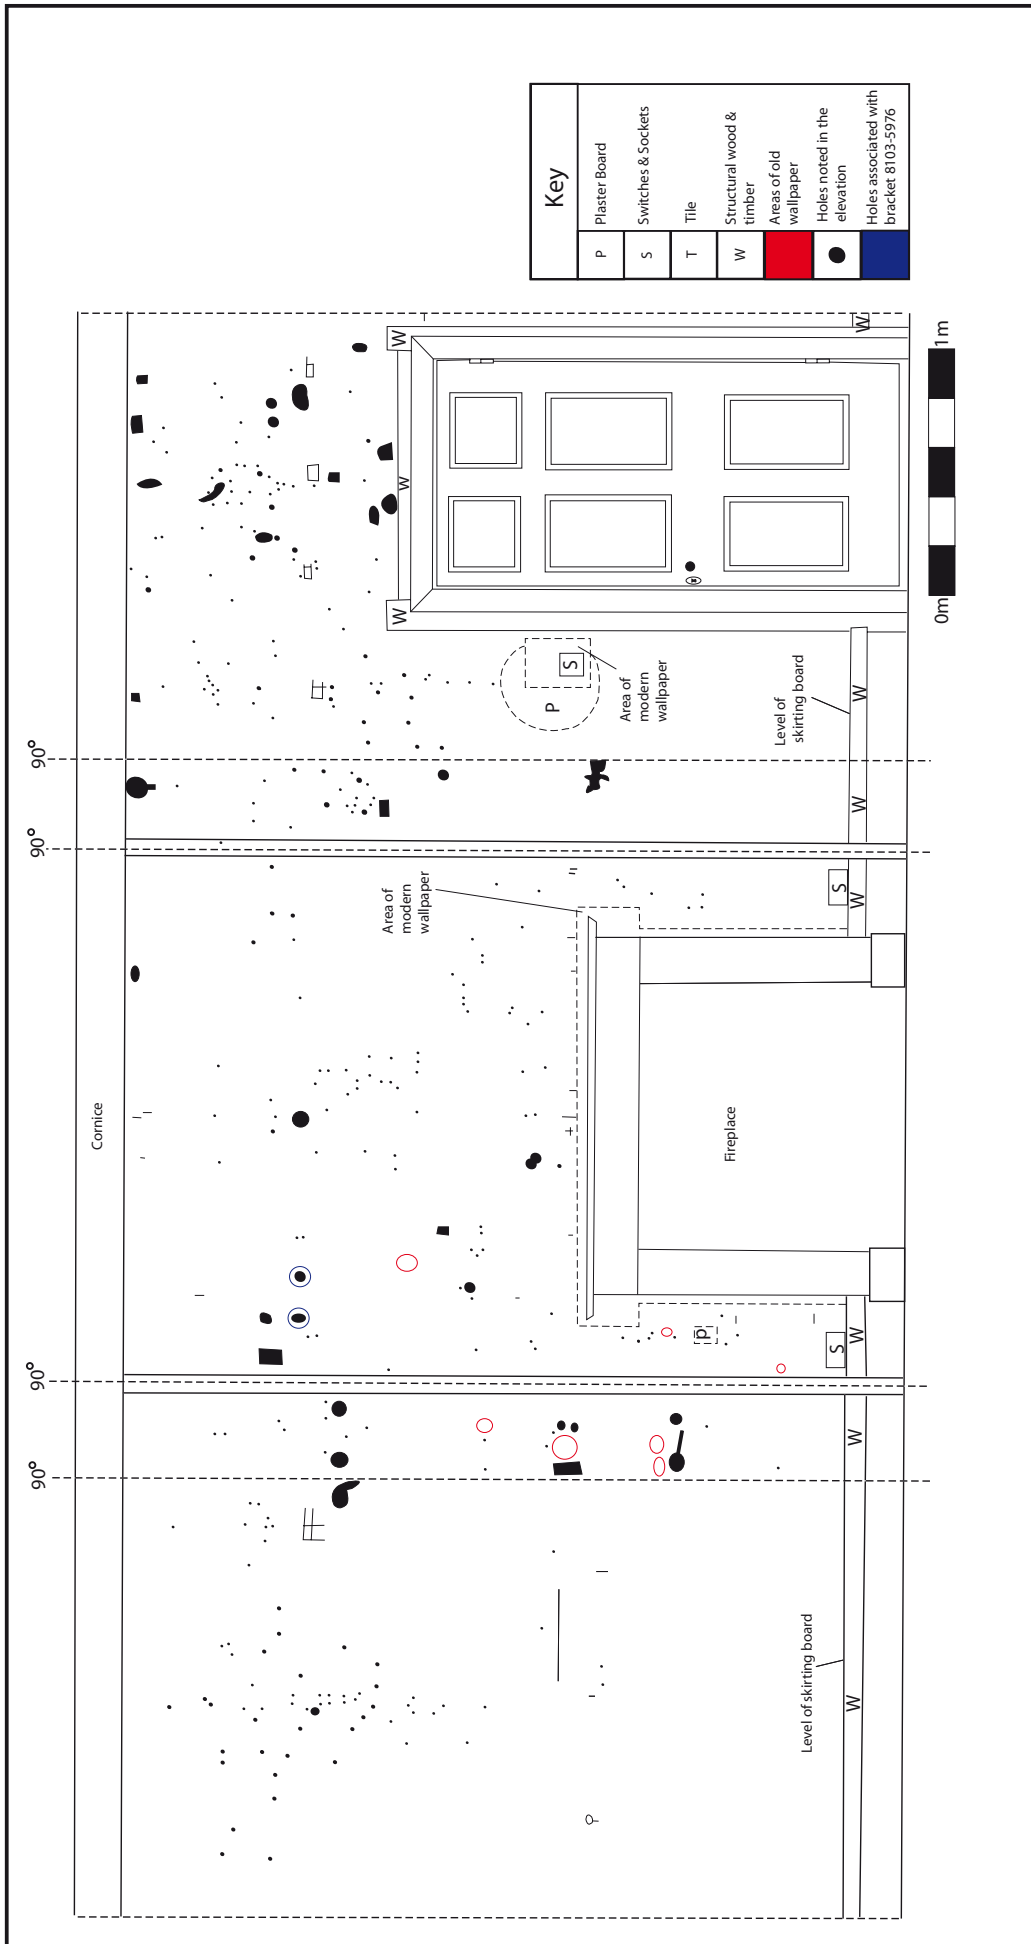 Key
P Plaster Board
S Switches & Sockets
T Tile
W Structural wood &
timber
Areas of old
wallpaper
Holes noted in the
elevation
Holes associated with
bracket 8103-5976
Cornice
90°
90°
90°
90°
W
W
W
W
P
S
Area of
modern
wallpaper
Level of
skirting board
W
W
Area of
modern
wallpaper
S
W
Fireplace
P
S
W
W
Level of skirting board
W
0m
1m